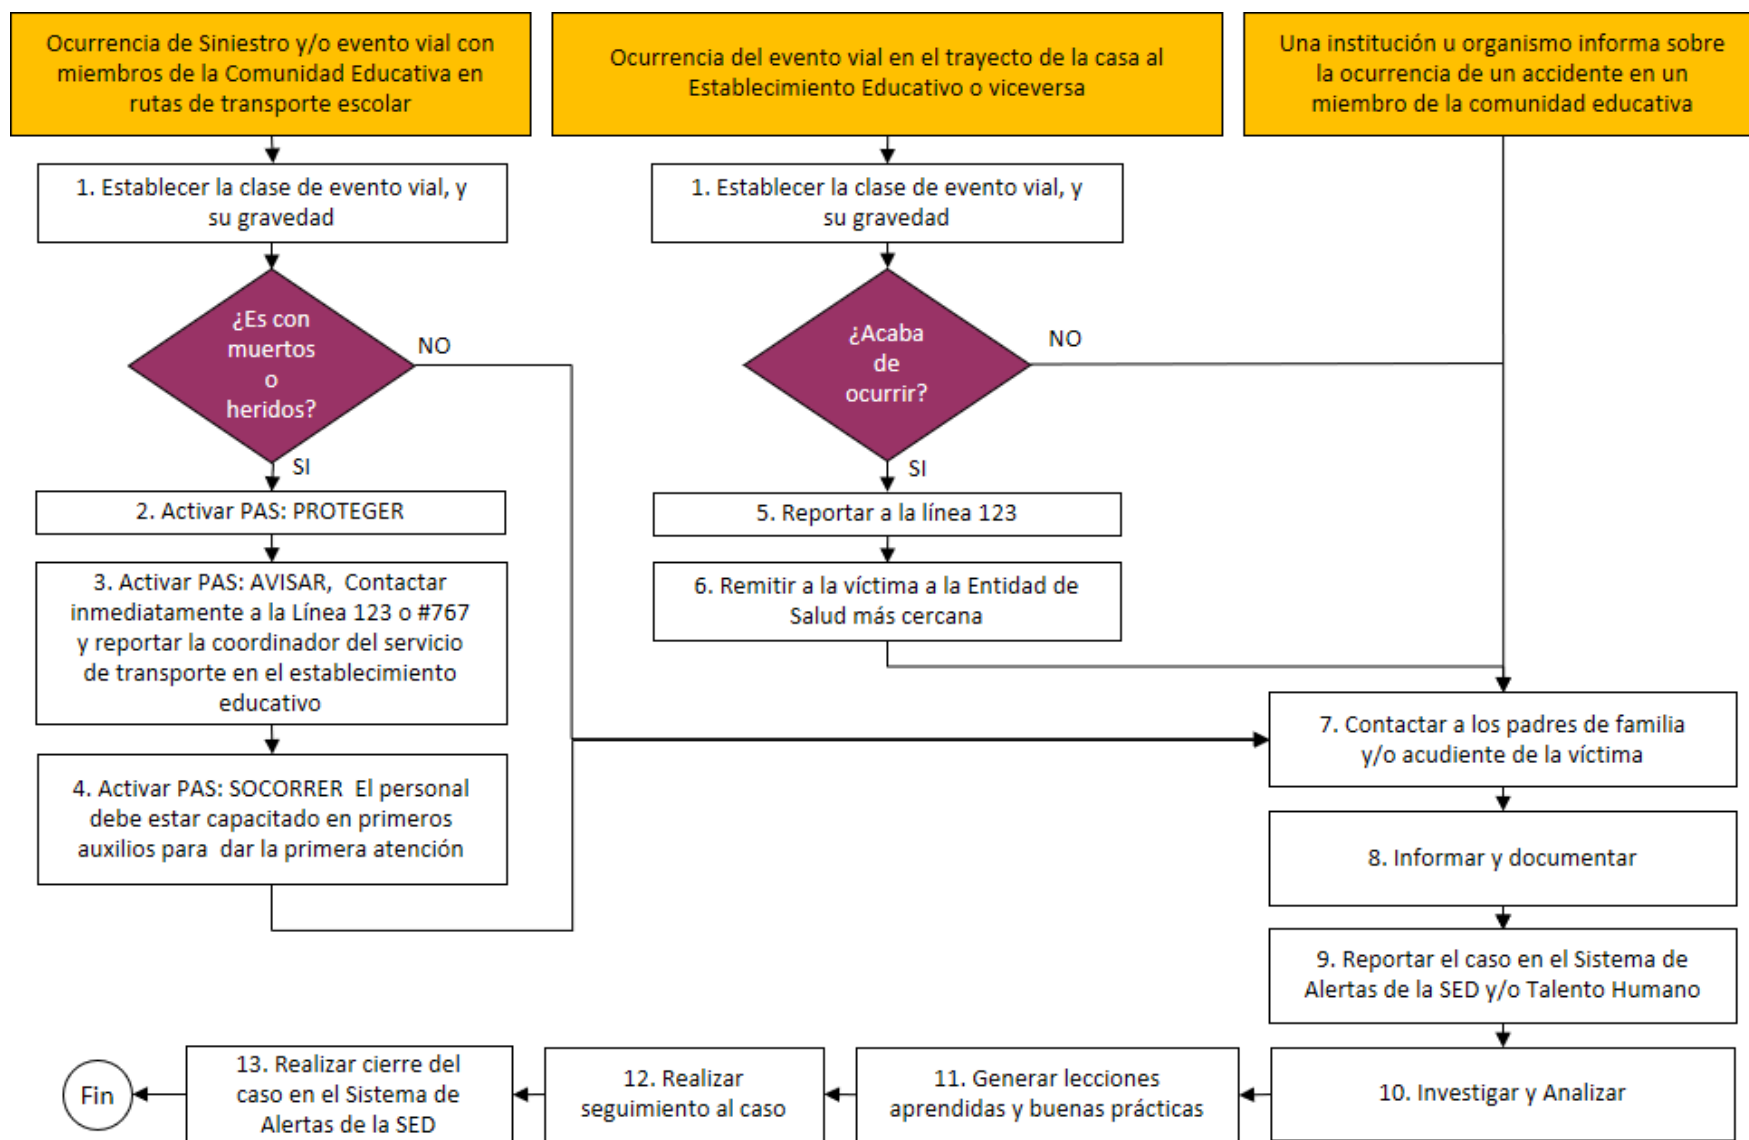 Ocurrencia de Siniestro y/o evento vial con
miembros de la Comunidad Educativa en
rutas de transporte escolar
Ocurrencia del evento vial en el trayecto de la casa al
Establecimiento Educativo o viceversa
Una institución u organismo informa sobre
la ocurrencia de un accidente en un
miembro de la comunidad educativa
1. Establecer la clase de evento vial, y
su gravedad
¿Es con
muertos
o
heridos?
NO
SI
2. Activar PAS: PROTEGER
3. Activar PAS: AVISAR, Contactar
inmediatamente a la Línea 123 o #767
y reportar la coordinador del servicio
de transporte en el establecimiento
educativo
4. Activar PAS: SOCORRER El personal
debe estar capacitado en primeros
auxilios para dar la primera atención
1. Establecer la clase de evento vial, y
su gravedad
¿Acaba
de
ocurrir?
NO
SI
5. Reportar a la línea 123
6. Remitir a la víctima a la Entidad de
Salud más cercana
7. Contactar a los padres de familia
y/o acudiente de la víctima
8. Informar y documentar
9. Reportar el caso en el Sistema de
Alertas de la SED y/o Talento Humano
10. Investigar y Analizar
11. Generar lecciones
aprendidas y buenas prácticas
12. Realizar
seguimiento al caso
13. Realizar cierre del
caso en el Sistema de
Alertas de la SED
Fin